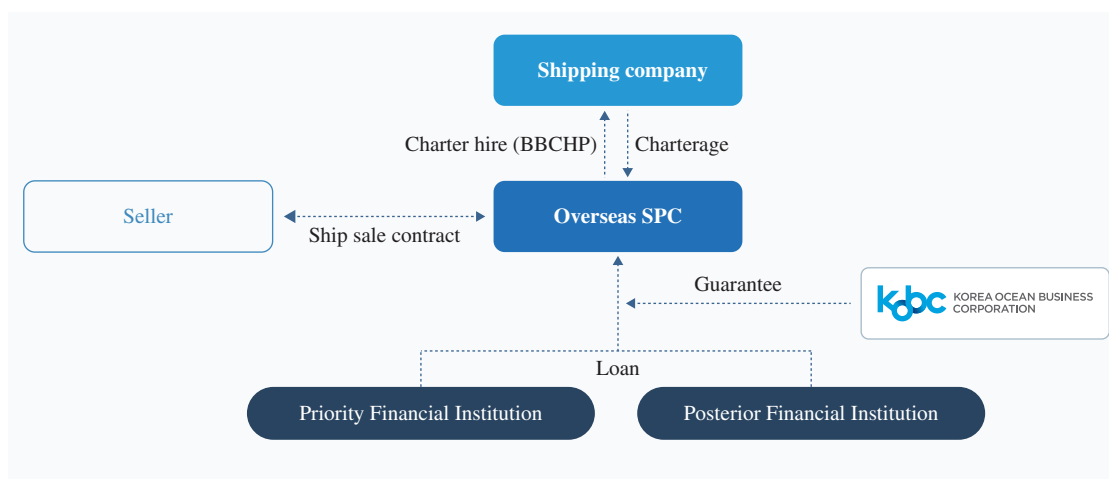 Shipping company
Charter hire (BBCHP)
Charterage
Seller
Ship sale contract
Overseas SPC
Guarantee
kobc KOREA OCEAN BUSINESS
CORPORATION
Loan
Priority Financial Institution
Posterior Financial Institution